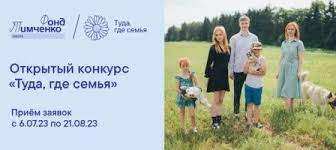 Фонд
Тимченко
Туда,
где семья
Открытый конкурс
«Туда, где семья»
Приём заявок
с 6.07.23 по 21.08.23